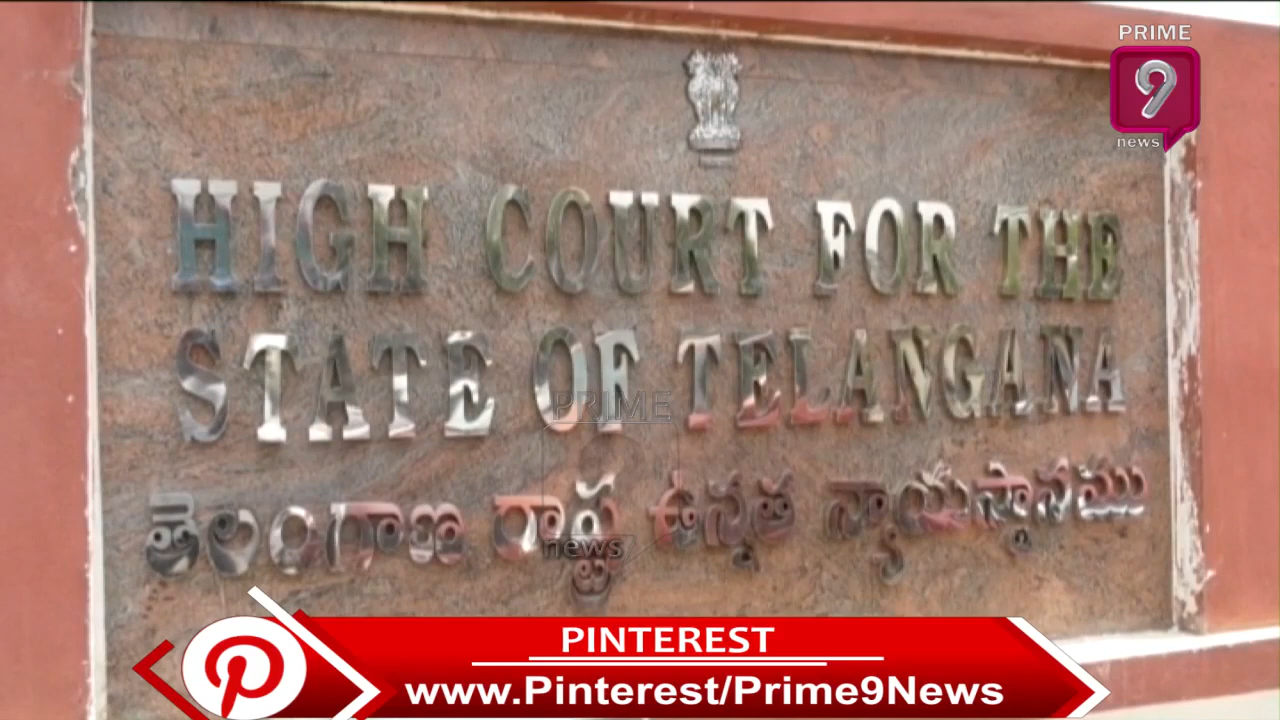 PRIME
9
news
HIGH COURT FOR THE
STATE OF TELANGANA
PRIME
తెలంగాణ రాష్ట్ర ఉన్నత న్యాయస్థానము
news
PINTEREST
www.Pinterest/Prime9News